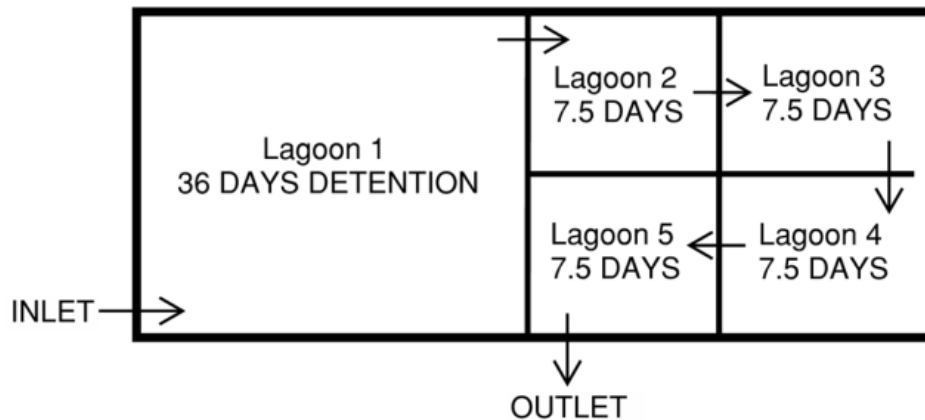 Lagoon 1
36 DAYS DETENTION
Lagoon 2
7.5 DAYS
Lagoon 3
7.5 DAYS
Lagoon 4
7.5 DAYS
Lagoon 5
7.5 DAYS
INLET
OUTLET